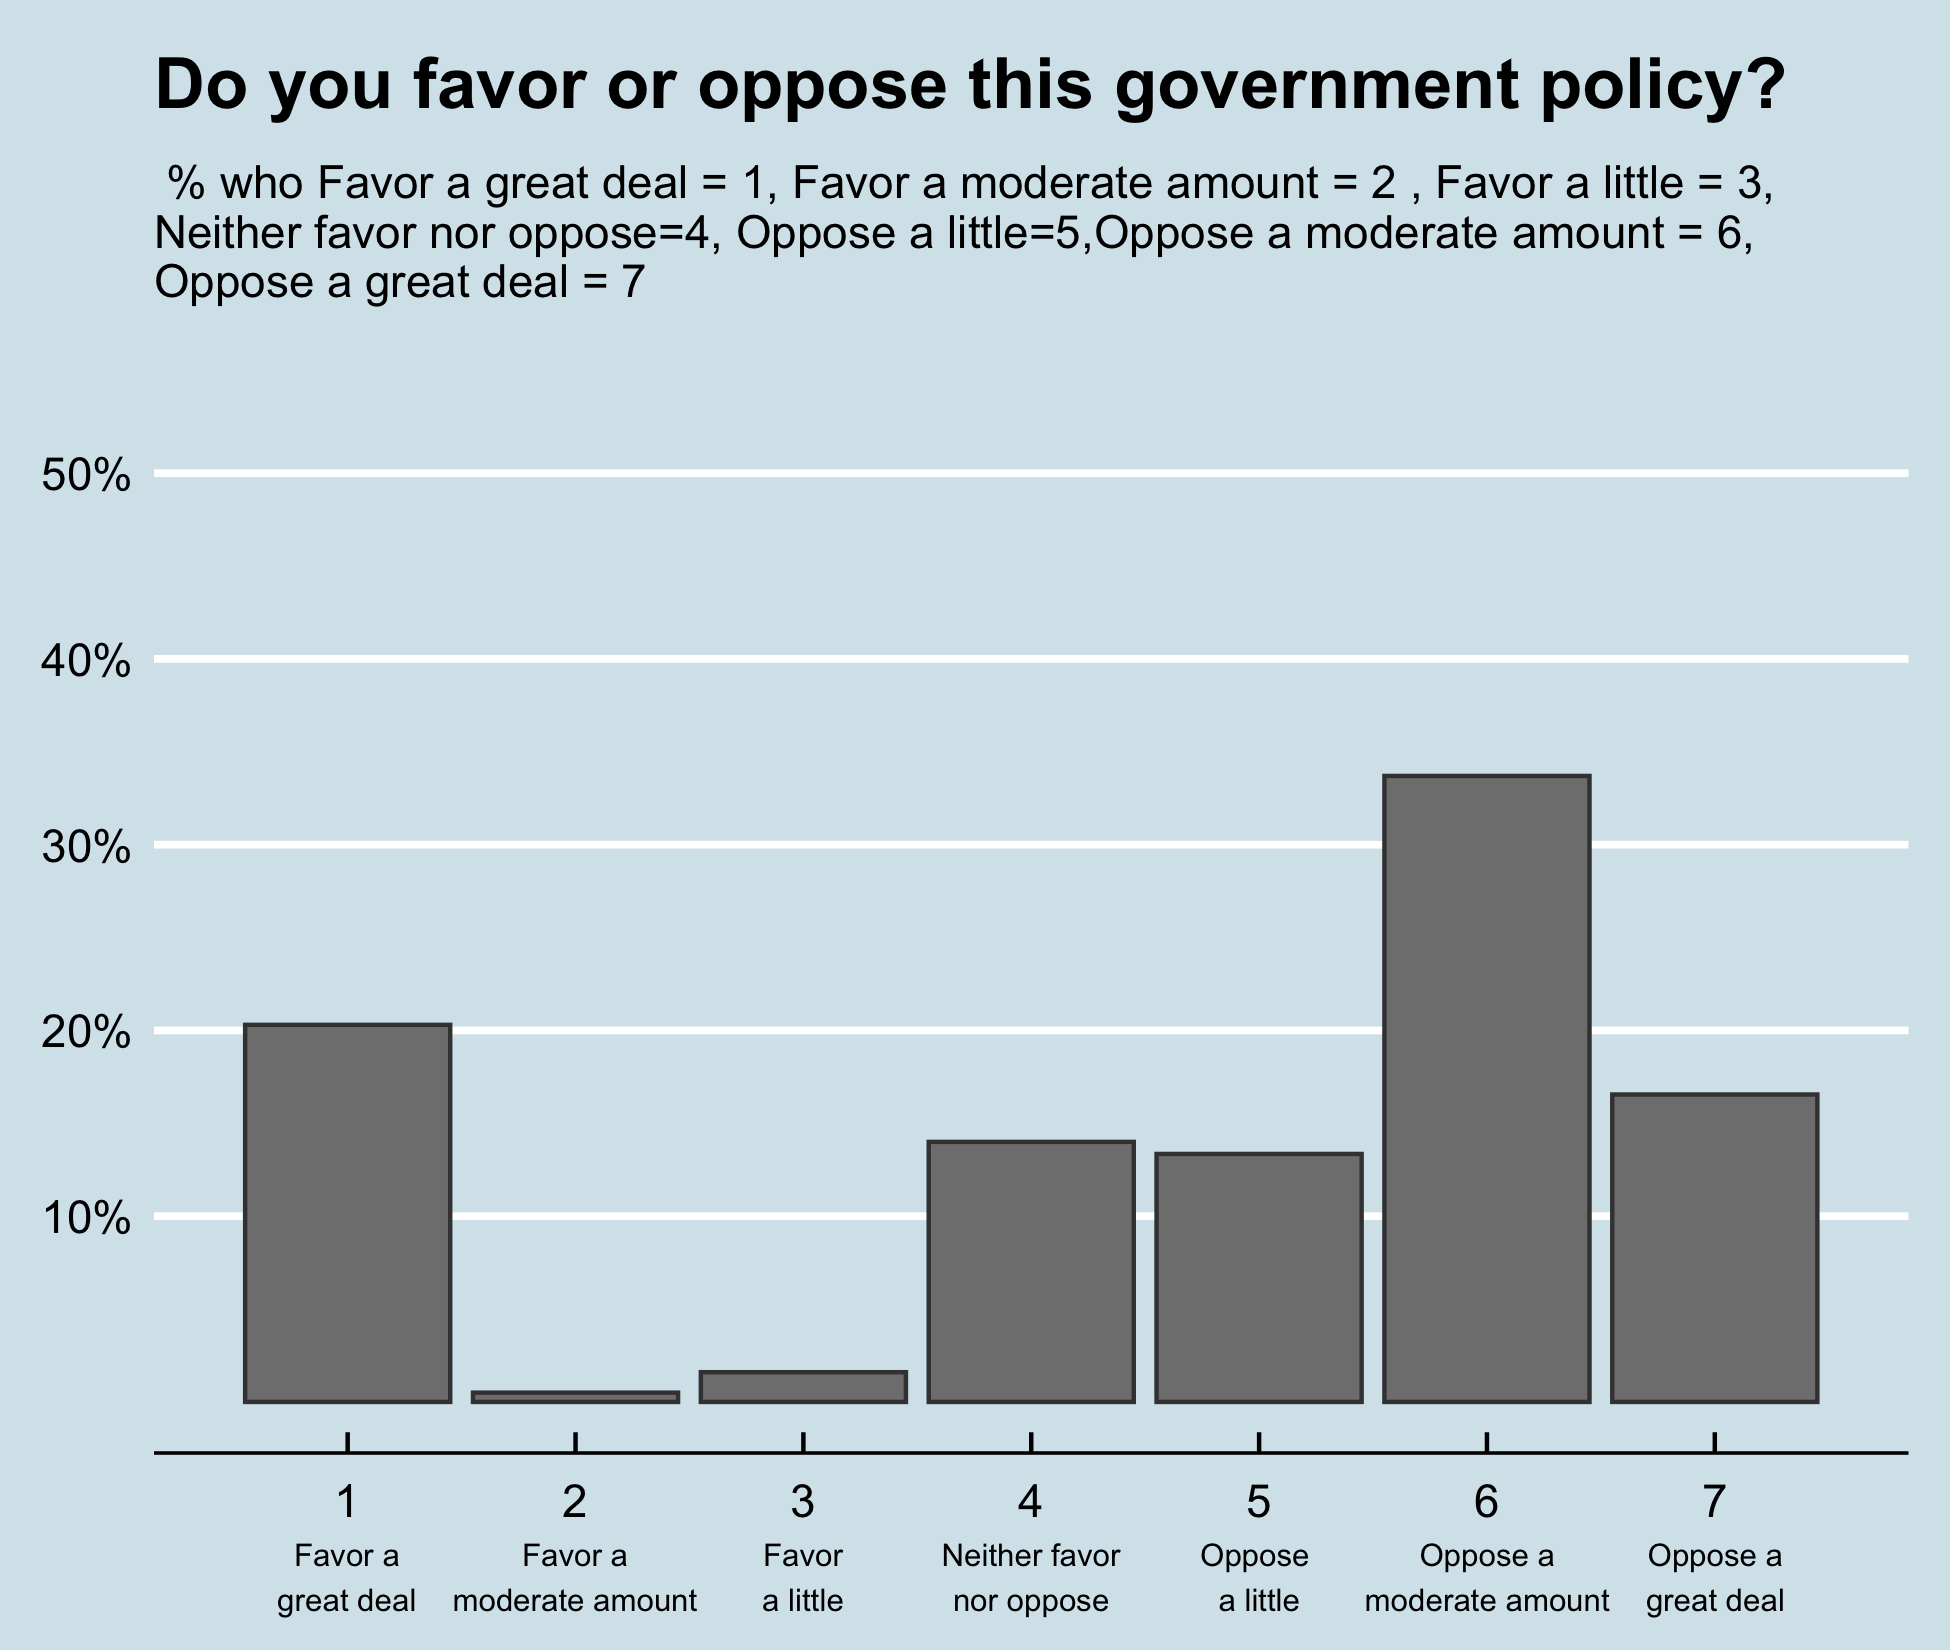 Do you favor or oppose this government policy?
% who Favor a great deal = 1, Favor a moderate amount = 2 , Favor a little = 3,
Neither favor nor oppose=4, Oppose a little=5,Oppose a moderate amount = 6,
Oppose a great deal = 7
50%
40%
30%
20%
10%
1 2 3 4 5 6 7
Favor a Favor a Favor Neither favor Oppose Oppose a Oppose a
great deal moderate amount a little nor oppose a little moderate amount great deal